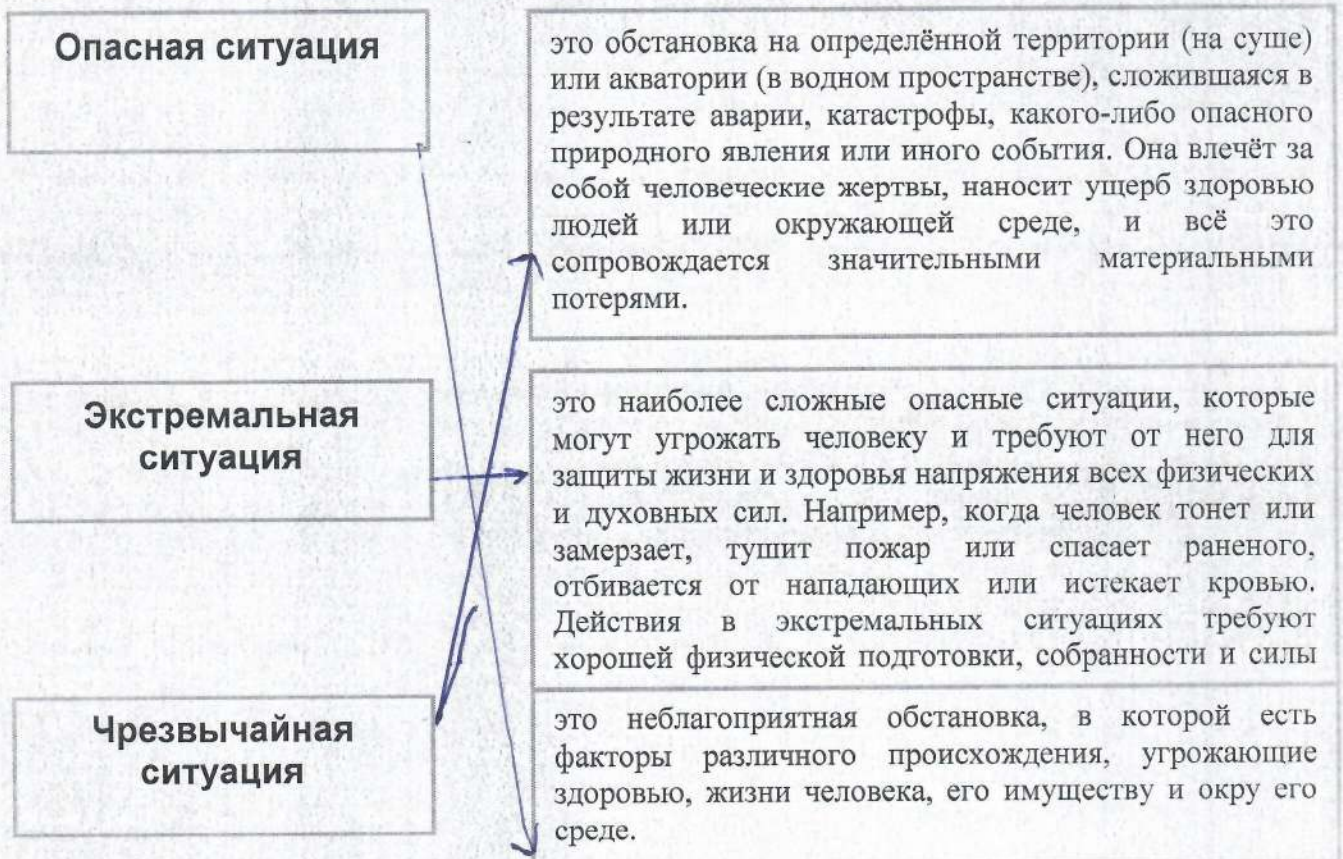 Опасная ситуация
это обстановка на определённой территории (на суше)
или акватории (в водном пространстве), сложившаяся в
результате аварии, катастрофы, какого-либо опасного
природного явления или иного события. Она влечёт за
собой человеческие жертвы, наносит ущерб здоровью
людей или окружающей среде, и всё это
сопровождается значительными материальными
потерями.
Экстремальная
ситуация
это наиболее сложные опасные ситуации, которые
могут угрожать человеку и требуют от него для
защиты жизни и здоровья напряжения всех физических
и духовных сил. Например, когда человек тонет или
замерзает, тушит пожар или спасает раненого,
отбивается от нападающих или истекает кровью.
Действия в экстремальных ситуациях требуют
хорошей физической подготовки, собранности и силы
Чрезвычайная
ситуация
это неблагоприятная обстановка, в которой есть
факторы различного происхождения, угрожающие
здоровью, жизни человека, его имуществу и окру его
среде.